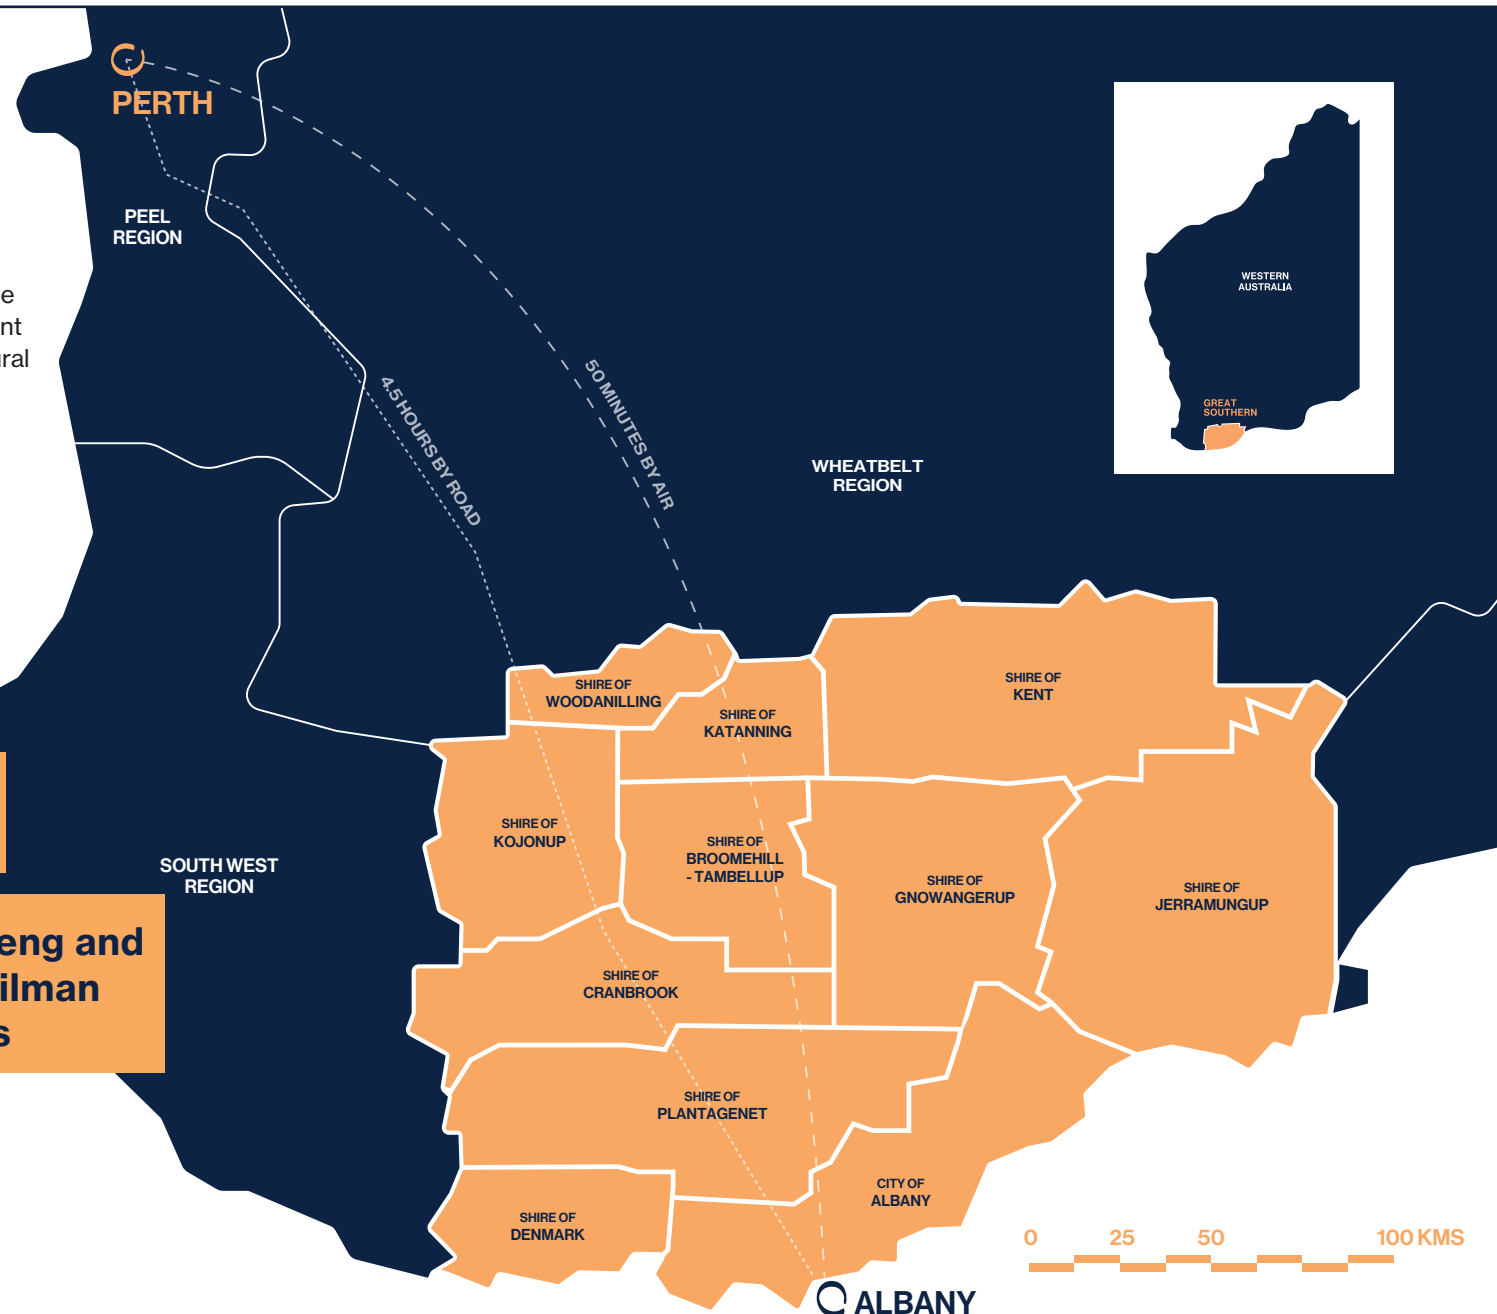 PERTH
PEEL
REGION
e
nt
ural
4.5 HOURS BY ROAD
50 MINUTES BY AIR
WHEATBELT
REGION
WESTERN
AUSTRALIA
GREAT
SOUTHERN
SHIRE OF
WOODANILLING
SHIRE OF
KATANNING
SHIRE OF
KENT
SHIRE OF
KOJONUP
SHIRE OF
BROOMEHILL
- TAMBELLUP
SHIRE OF
GNOWANGERUP
SHIRE OF
JERRAMUNGUP
SOUTH WEST
REGION
eng and
ilman
s
SHIRE OF
CRANBROOK
SHIRE OF
PLANTAGENET
CITY OF
ALBANY
SHIRE OF
DENMARK
0 25 50 100 KMS
ALBANY